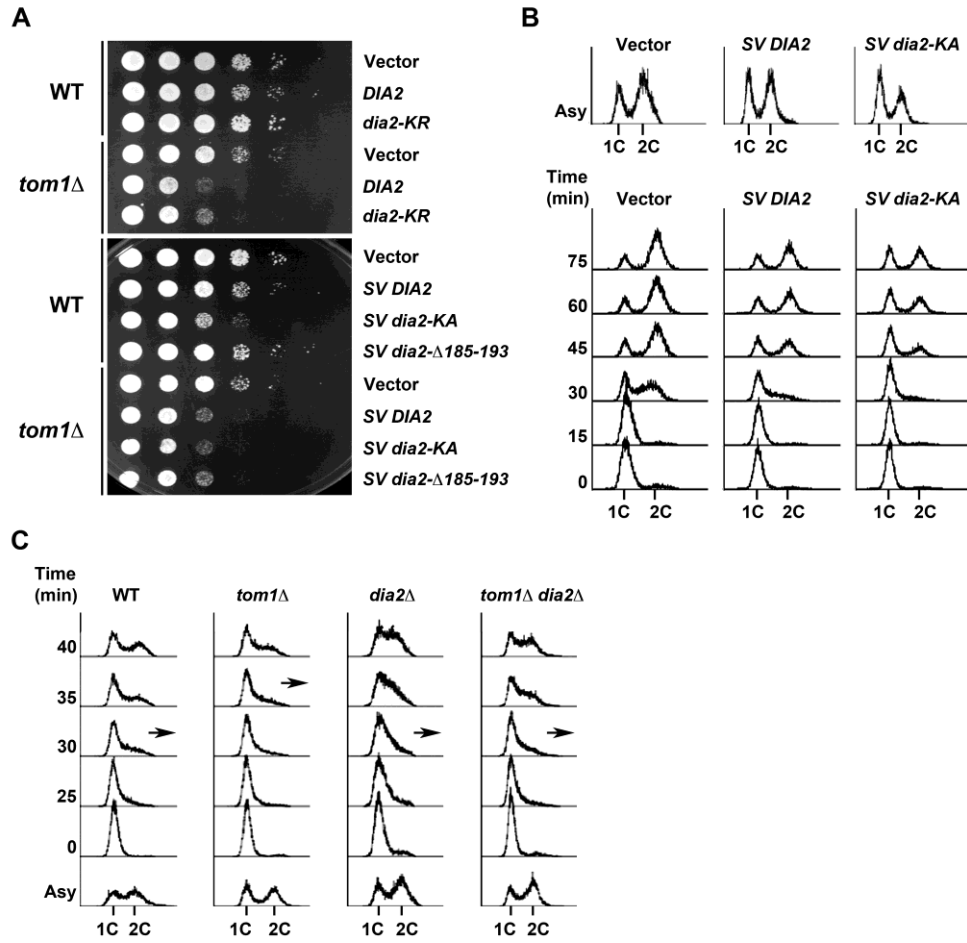 A
WT
Vector
DIA2
dia2-KR
tom1Δ
Vector
DIA2
dia2-KR
WT
Vector
SV DIA2
SV dia2-KA
SV dia2-Δ185-193
tom1Δ
Vector
SV DIA2
SV dia2-KA
SV dia2-Δ185-193
B
Vector SV DIA2 SV dia2-KA
Asy
1C 2C 1C 2C 1C 2C
Time
(min) Vector SV DIA2 SV dia2-KA
75
60
45
30
15
0
1C 2C 1C 2C 1C 2C
C
Time
(min) WT tom1Δ dia2Δ tom1Δ dia2Δ
40
35
30
25
0
Asy
1C 2C 1C 2C 1C 2C 1C 2C